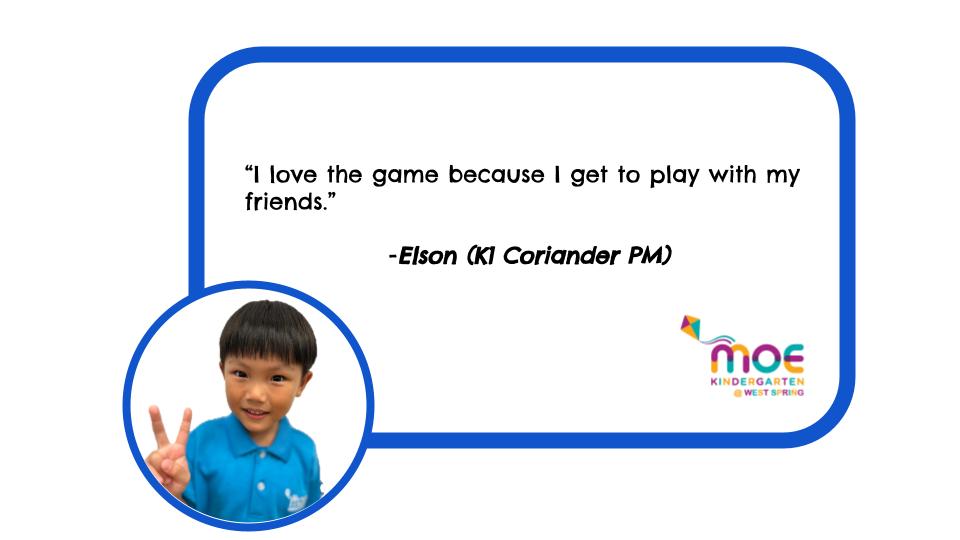 “I love the game because I get to play with my
friends.”
-Elson (K1 Coriander PM)
moe
KINDERGARTEN
@ WEST SPRING